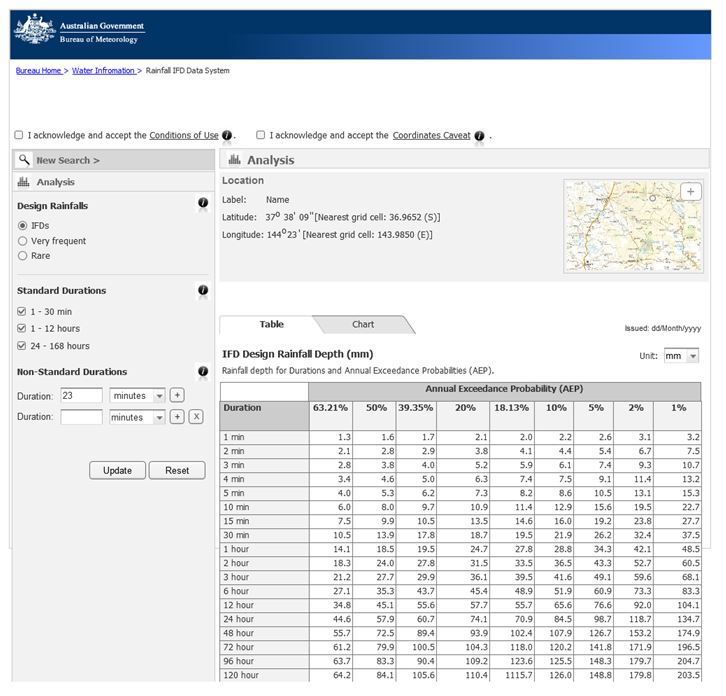 Australian Government
Bureau of Meteorology
Bureau Home > Water Infromation > Rainfall IFD Data System
I acknowledge and accept the Conditions of Use i . I acknowledge and accept the Coordinates Caveat i .
New Search >
Analysis
Design Rainfalls i
IFDs
Very frequent
Rare
Standard Durations i
1 - 30 min
1 - 12 hours
24 - 168 hours
Non-Standard Durations i
Duration: 23 minutes +
Duration: minutes + X
Update Reset
Analysis
Location
Label: Name
Latitude: 37º 38' 09"[Nearest grid cell: 36.9652 (S)]
Longitude: 144º23' [Nearest grid cell: 143.9850 (E)]
+
Table Chart
Issued: dd/Month/yyyy
IFD Design Rainfall Depth (mm)
Unit: mm
Rainfall depth for Durations and Annual Exceedance Probabilities (AEP).
Annual Exceedance Probability (AEP)
Duration 63.21% 50% 39.35% 20% 18.13% 10% 5% 2% 1%
1 min 1.3 1.6 1.7 2.1 2.0 2.2 2.6 3.1 3.2
2 min 2.1 2.8 2.9 3.8 4.1 4.4 5.4 6.7 7.5
3 min 2.8 3.8 4.0 5.2 5.9 6.1 7.4 9.3 10.7
4 min 3.4 4.6 5.0 6.3 7.4 7.5 9.1 11.4 13.2
5 min 4.0 5.3 6.2 7.3 8.2 8.6 10.5 13.1 15.3
10 min 6.0 8.0 9.7 10.9 11.4 12.9 15.6 19.5 22.7
15 min 7.5 9.9 10.5 13.5 14.6 16.0 19.2 23.8 27.7
30 min 10.5 13.9 17.8 18.7 19.5 21.9 26.2 32.4 37.5
1 hour 14.1 18.5 19.5 24.7 27.8 28.8 34.3 42.1 48.5
2 hour 18.3 24.0 27.8 31.5 33.5 36.5 43.3 52.7 60.5
3 hour 21.2 27.7 29.9 36.1 39.5 41.6 49.1 59.6 68.1
6 hour 27.1 35.3 43.7 45.4 48.9 51.9 60.9 73.3 83.3
12 hour 34.8 45.1 55.6 57.7 55.7 65.6 76.6 92.0 104.1
24 hour 44.6 57.9 60.7 74.1 70.9 84.5 98.7 118.7 134.7
48 hour 55.7 72.5 89.4 93.9 102.4 107.9 126.7 153.2 174.9
72 hour 61.2 79.9 100.5 104.3 118.0 120.2 141.8 171.9 196.5
96 hour 63.7 83.3 90.4 109.2 123.6 125.5 148.3 179.7 204.7
120 hour 64.2 84.1 105.6 110.4 1115.7 126.0 148.8 179.8 203.5